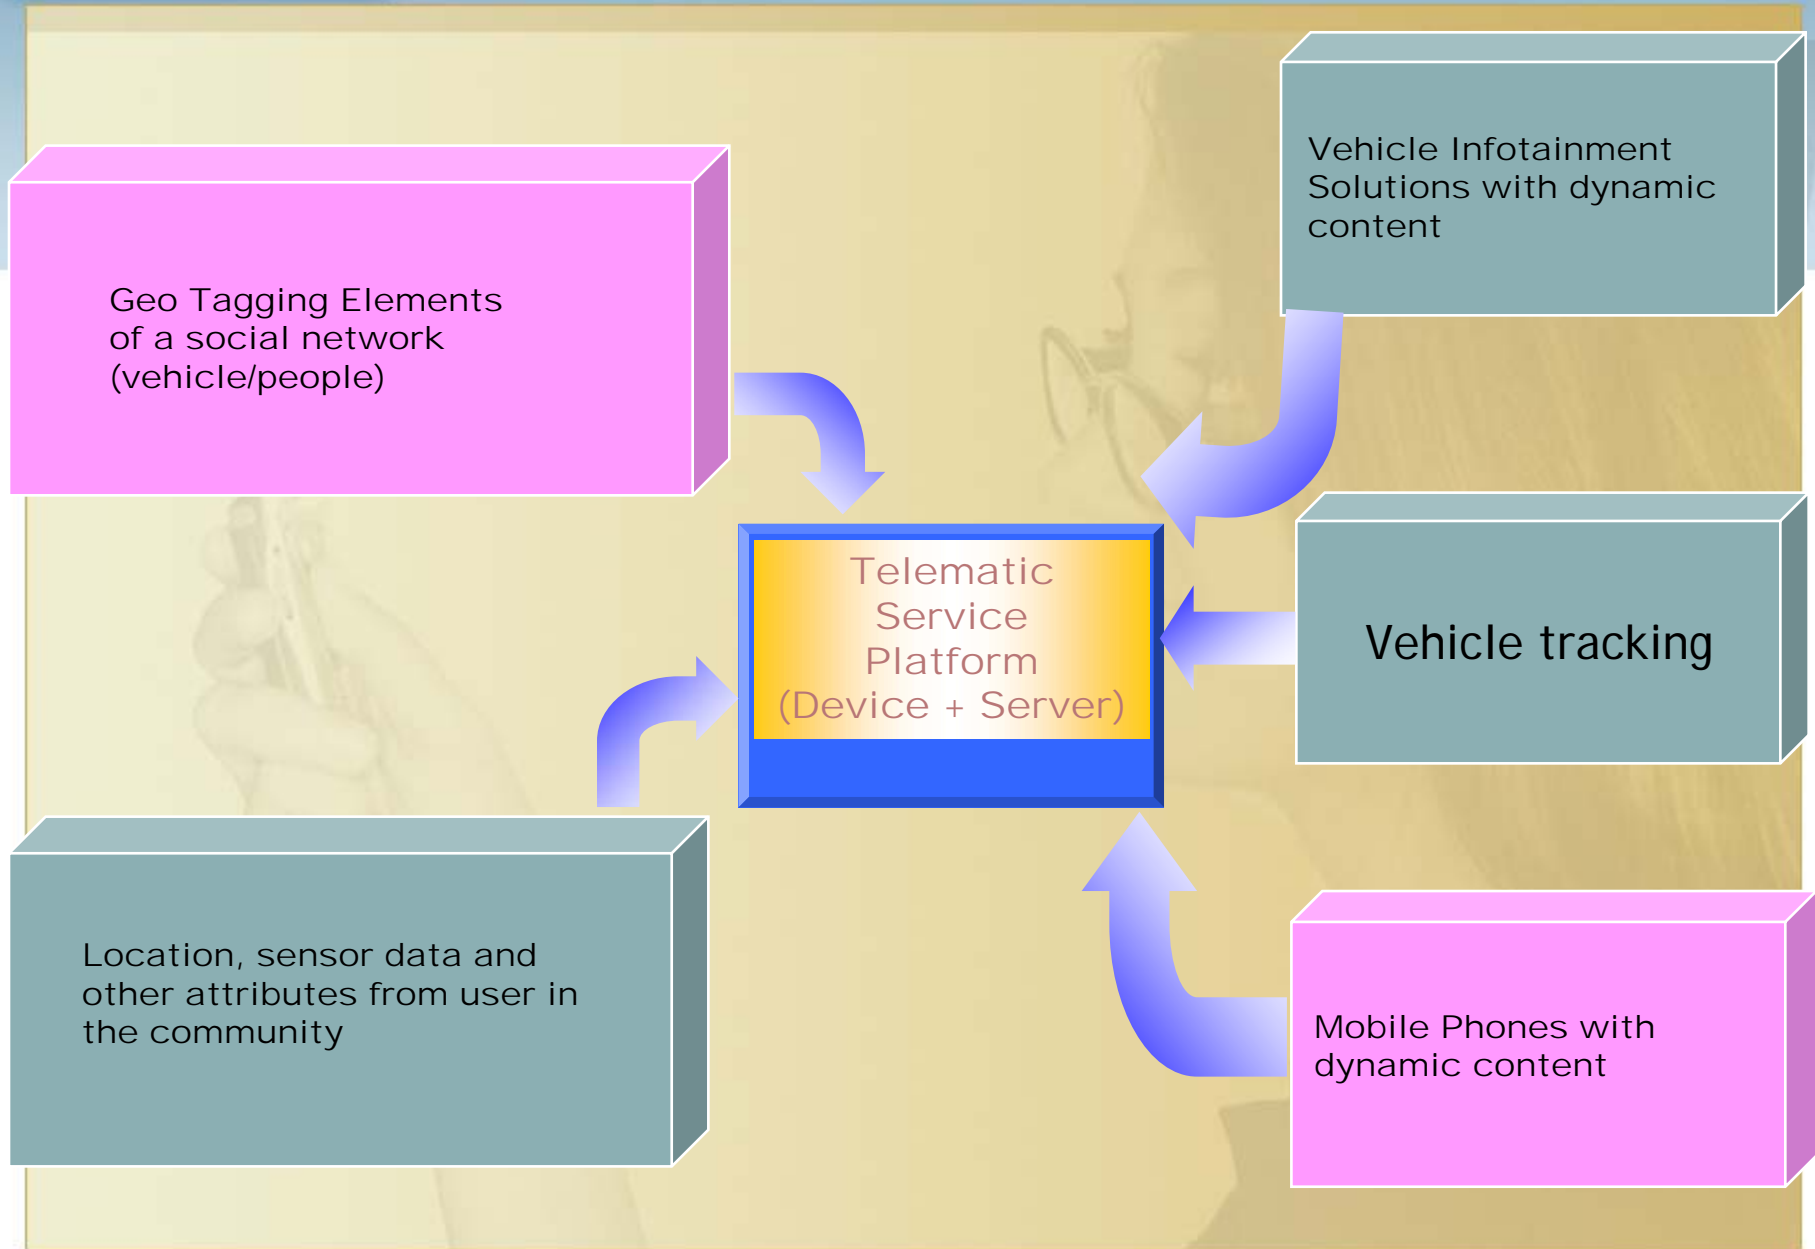 Geo Tagging Elements
of a social network
(vehicle/people)
Vehicle Infotainment
Solutions with dynamic
content
Telematic
Service
Platform
(Device + Server)
Vehicle tracking
Location, sensor data and
other attributes from user in
the community
Mobile Phones with
dynamic content